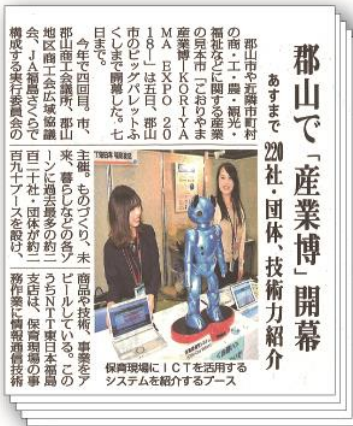 郡山で「産業博」開幕
あすまで 220社・団体、技術力紹介
郡山市や近隣市町村
の商・工・農・観光・
福祉などに関する産業
の見本市「こおりやま
産業博―KORIYA
MA EXPO 20
18―」は五日、郡山
市のビッグパレットふ
くしまで開幕した。七
日まで。
今年で四回目。市、
郡山商工会議所、郡山
地区商工会広域協議
会、JA福島さくらで
構成する実行委員会の
主催。ものづくり、未
来、暮らしなどの各ゾ
ーンに過去最多の約二
百二十社・団体が約二
百九十ブースを設け、
商品や技術、事業をア
ピールしている。この
うちNTT東日本福島
支店は、保育現場の事
務作業に情報通信技術
保育現場にICTを活用する
システムを紹介するブース